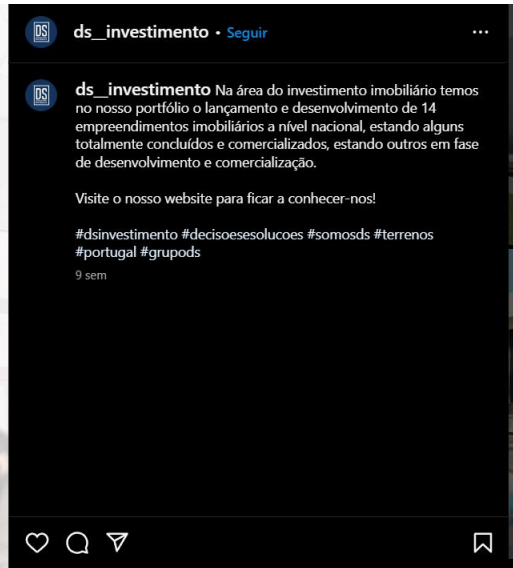 DS
ds__investimento • Seguir
DS
ds__investimento Na área do investimento imobiliário temos
no nosso portfólio o lançamento e desenvolvimento de 14
empreendimentos imobiliários a nível nacional, estando alguns
totalmente concluídos e comercializados, estando outros em fase
de desenvolvimento e comercialização.
Visite o nosso website para ficar a conhecer-nos!
#dsinvestimento #decisoesesolucoes #somosds #terrenos
#portugal #grupods
9 sem